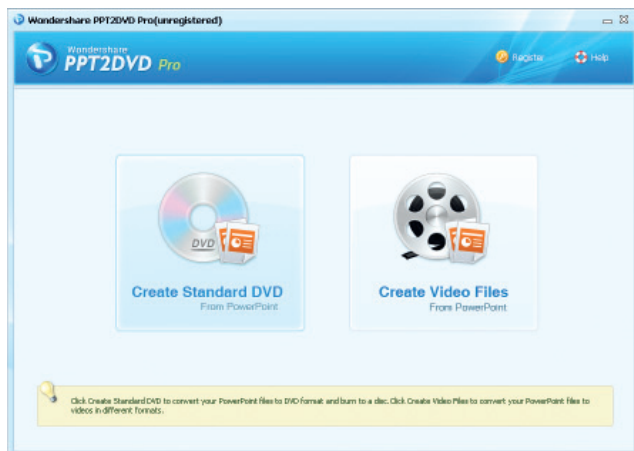 Wondershare PPT2DVD Pro(unregistered)
Wondershare
PPT2DVD Pro
Register
Help
DVD
Create Standard DVD
From PowerPoint
Create Video Files
From PowerPoint
Click Create Standard DVD to convert your PowerPoint files to DVD format and burn to a disc. Click Create Video Files to convert your PowerPoint files to
videos in different formats.